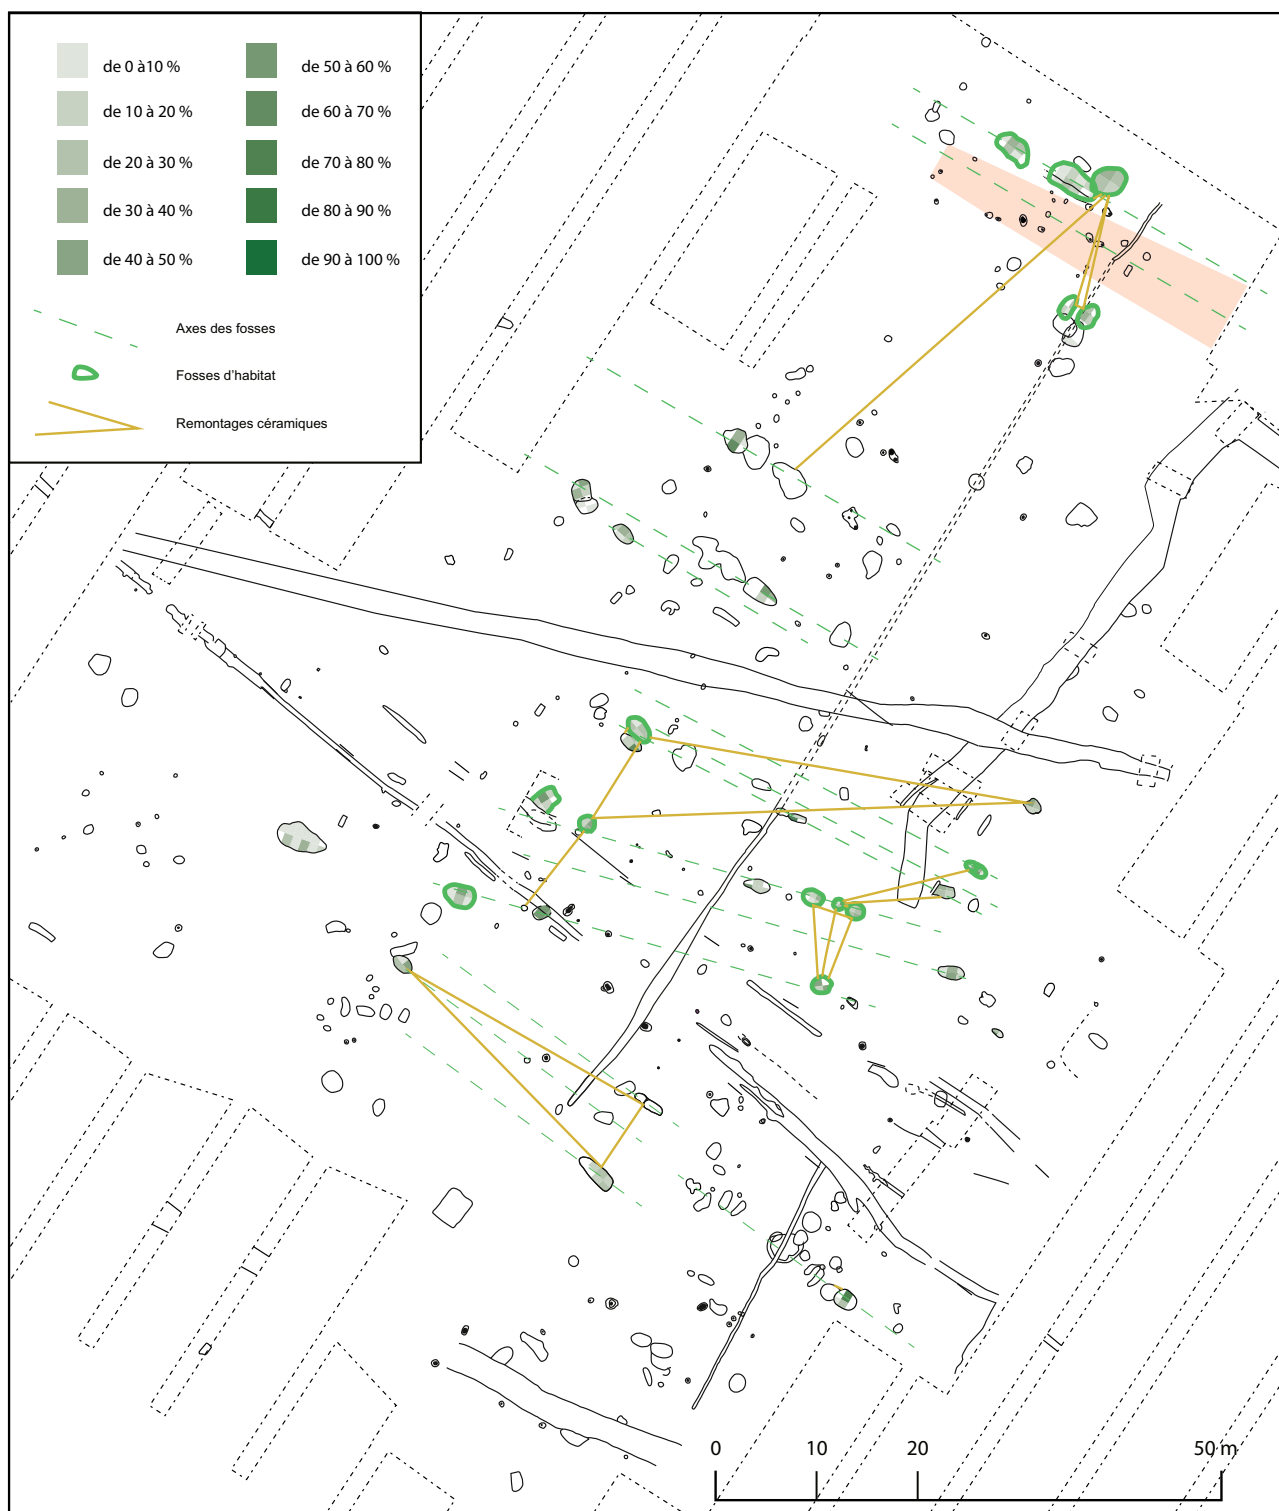 de 0 à10 %
de 10 à 20 %
de 20 à 30 %
de 30 à 40 %
de 40 à 50 %
de 50 à 60 %
de 60 à 70 %
de 70 à 80 %
de 80 à 90 %
de 90 à 100 %
Axes des fosses
Fosses d'habitat
Remontages céramiques
0 10 20 50 m